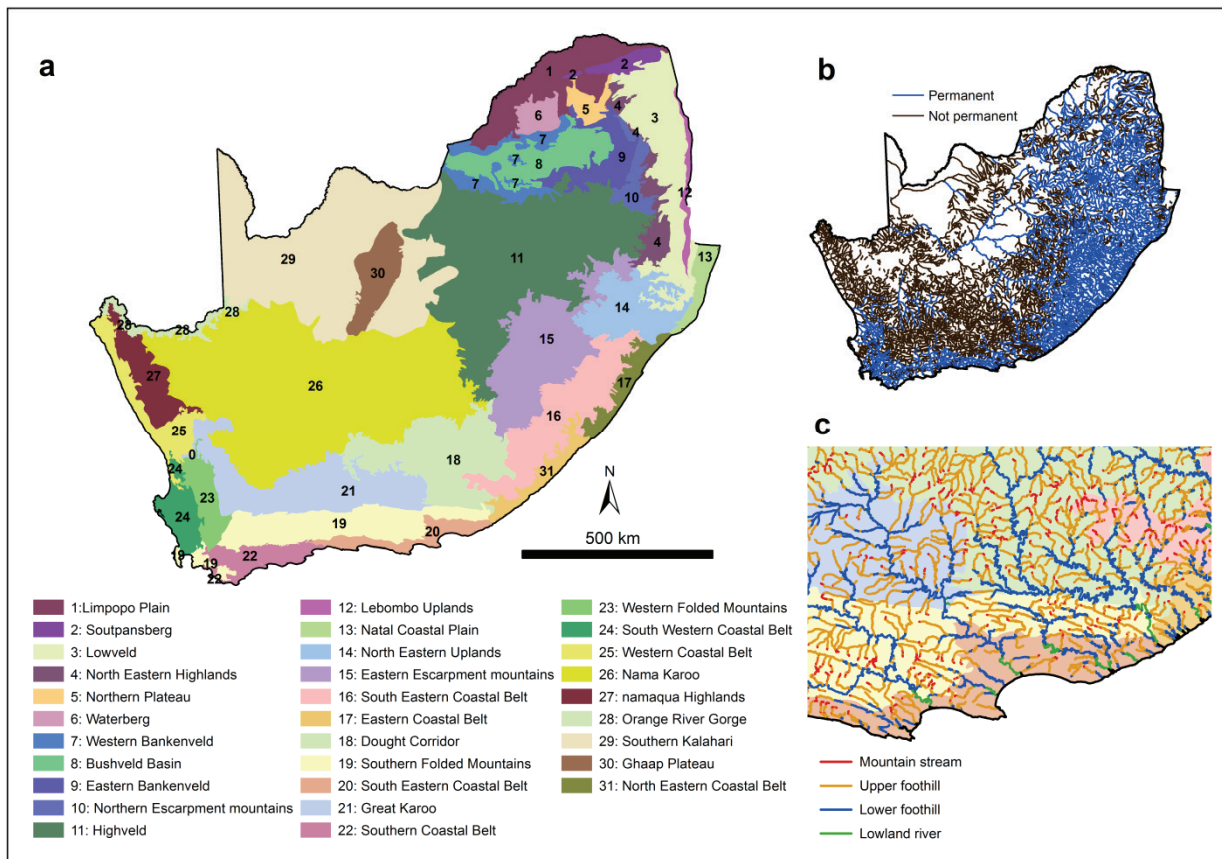 a
1
2
2
3
4
5
6
4
7
7
8
9
7
7
10
12
4
11
13
14
15
29
30
28
28
28
27
26
25
0
24
23
24
21
18
16
17
31
19
20
22
19
19
22
N
500 km
b
Permanent
Not permanent
c
Mountain stream
Upper foothill
Lower foothill
Lowland river
1:Limpopo Plain
2: Soutpansberg
3: Lowveld
4: North Eastern Highlands
5: Northern Plateau
6: Waterberg
7: Western Bankenveld
8: Bushveld Basin
9: Eastern Bankenveld
10: Northern Escarpment mountains
11: Highveld
12: Lebombo Uplands
13: Natal Coastal Plain
14: North Eastern Uplands
15: Eastern Escarpment mountains
16: South Eastern Coastal Belt
17: Eastern Coastal Belt
18: Dought Corridor
19: Southern Folded Mountains
20: South Eastern Coastal Belt
21: Great Karoo
22: Southern Coastal Belt
23: Western Folded Mountains
24: South Western Coastal Belt
25: Western Coastal Belt
26: Nama Karoo
27: namaqua Highlands
28: Orange River Gorge
29: Southern Kalahari
30: Ghaap Plateau
31: North Eastern Coastal Belt